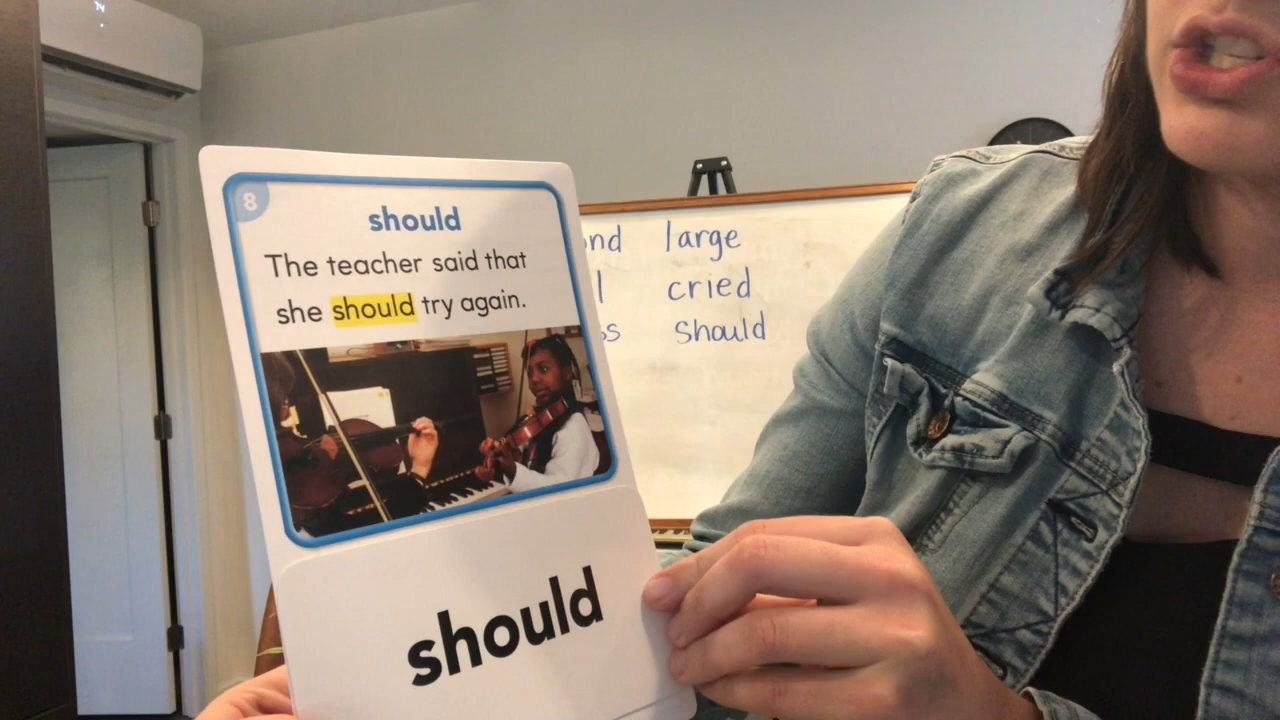 8
should
The teacher said that
she should try again.
should
large
cried
should